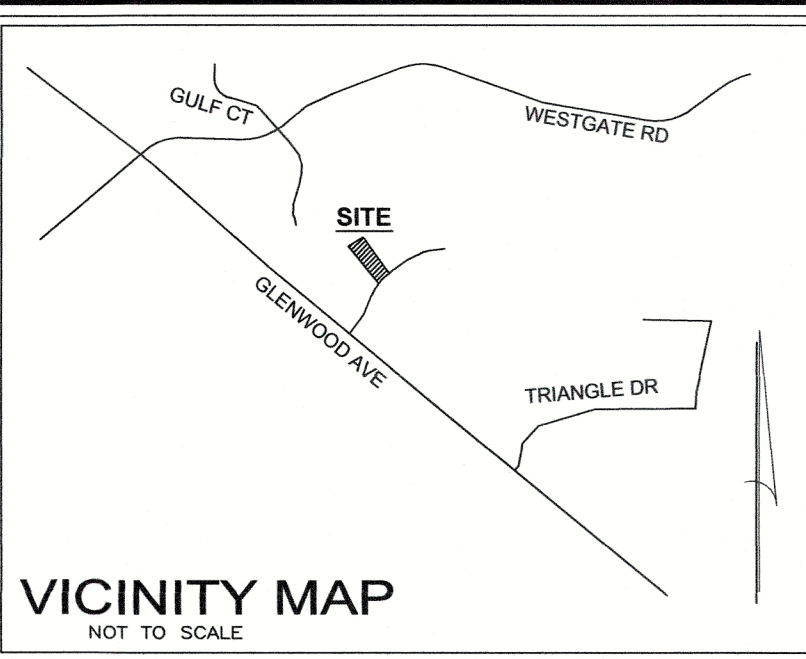 GULF CT
WESTGATE RD
SITE
GLENWOOD AVE
TRIANGLE DR
VICINITY MAP
NOT TO SCALE